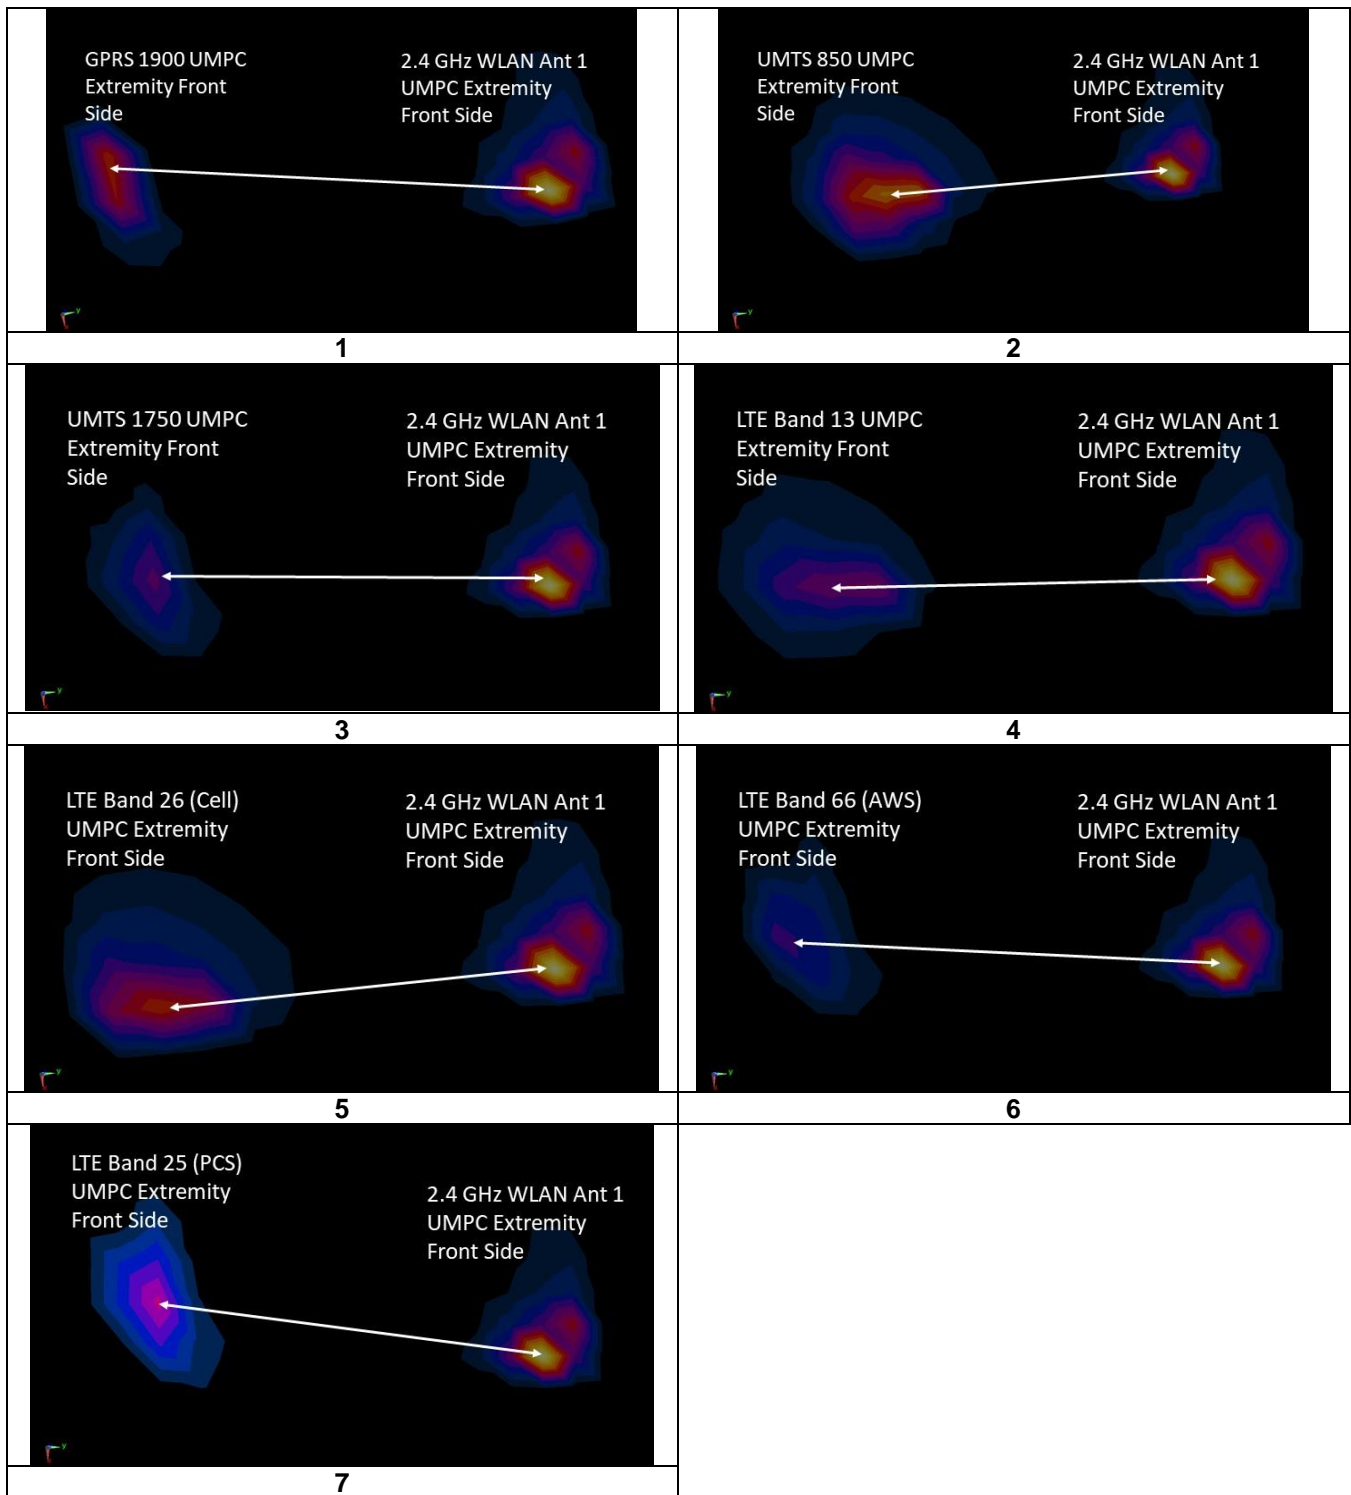 GPRS 1900 UMPC
Extremity Front
Side
2.4 GHz WLAN Ant 1
UMPC Extremity
Front Side
y
1
UMTS 850 UMPC
Extremity Front
Side
2.4 GHz WLAN Ant 1
UMPC Extremity
Front Side
y
2
UMTS 1750 UMPC
Extremity Front
Side
2.4 GHz WLAN Ant 1
UMPC Extremity
Front Side
y
3
LTE Band 13 UMPC
Extremity Front
Side
2.4 GHz WLAN Ant 1
UMPC Extremity
Front Side
y
4
LTE Band 26 (Cell)
UMPC Extremity
Front Side
2.4 GHz WLAN Ant 1
UMPC Extremity
Front Side
y
5
LTE Band 66 (AWS)
UMPC Extremity
Front Side
2.4 GHz WLAN Ant 1
UMPC Extremity
Front Side
y
6
LTE Band 25 (PCS)
UMPC Extremity
Front Side
2.4 GHz WLAN Ant 1
UMPC Extremity
Front Side
y
7